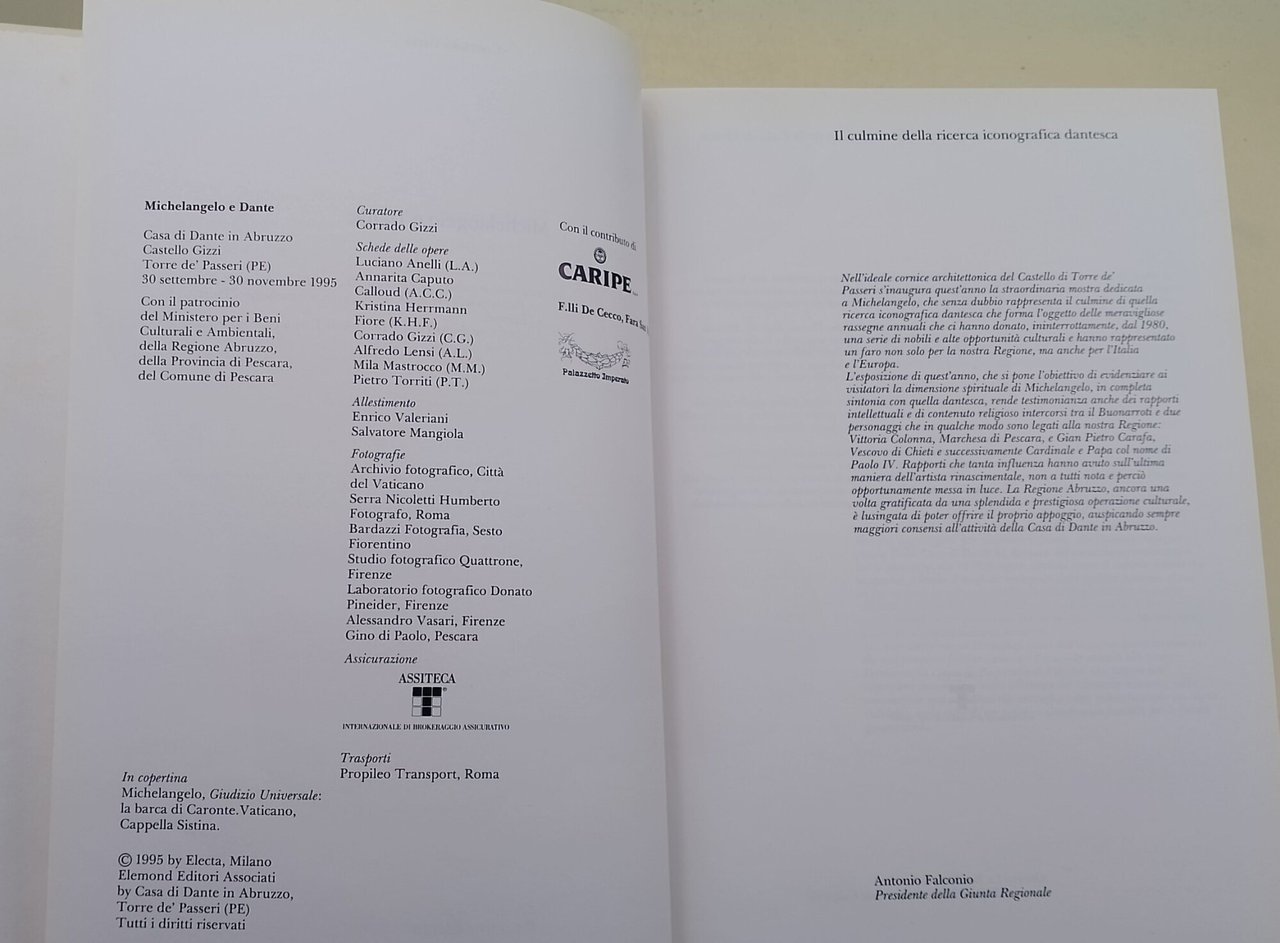 Michelangelo e Dante
Casa di Dante in Abruzzo
Castello Gizzi
Torre de' Passeri (PE)
30 settembre - 30 novembre 1995
Con il patrocinio
del Ministero per i Beni
Culturali e Ambientali,
della Regione Abruzzo,
della Provincia di Pescara,
del Comune di Pescara
In copertina
Michelangelo, Giudizio Universale:
la barca di Caronte.Vaticano,
Cappella Sistina.
© 1995 by Electa, Milano
Elemond Editori Associati
by Casa di Dante in Abruzzo,
Torre de' Passeri (PE)
Tutti i diritti riservati
Curatore
Corrado Gizzi
Schede delle opere
Luciano Anelli (L.A.)
Annarita Caputo
Calloud (A.C.C.)
Kristina Herrmann
Fiore (K.H.F.)
Corrado Gizzi (C.G.)
Alfredo Lensi (A.L.)
Mila Mastrocco (M.M.)
Pietro Torriti (P.T.)
Allestimento
Enrico Valeriani
Salvatore Mangiola
Fotografie
Archivio fotografico, Città
del Vaticano
Serra Nicoletti Humberto
Fotografo, Roma
Bardazzi Fotografia, Sesto
Fiorentino
Studio fotografico Quattrone,
Firenze
Laboratorio fotografico Donato
Pineider, Firenze
Alessandro Vasari, Firenze
Gino di Paolo, Pescara
Assicurazione
ASSITECA
INTERNAZIONALE DI BROKERAGGIO ASSICURATIVO
Trasporti
Propileo Transport, Roma
Con il contributo di
CARIPE
F.lli De Cecco, Fara
Palazzetto Imperato
Il culmine della ricerca iconografica dantesca
Nell'ideale cornice architettonica del Castello di Torre de'
Passeri s'inaugura quest'anno la straordinaria mostra dedicata
a Michelangelo, che senza dubbio rappresenta il culmine di quella
ricerca iconografica dantesca che forma l'oggetto delle meravigliose
rassegne annuali che ci hanno donato, ininterrottamente, dal 1980,
una serie di nobili e alte opportunità culturali e hanno rappresentato
un faro non solo per la nostra Regione, ma anche per l'Italia
e l'Europa.
L'esposizione di quest'anno, che si pone l'obiettivo di evidenziare ai
visitatori la dimensione spirituale di Michelangelo, in completa
sintonia con quella dantesca, rende testimonianza anche dei rapporti
intellettuali e di contenuto religioso intercorsi tra il Buonarroti e due
personaggi che in qualche modo sono legati alla nostra Regione:
Vittoria Colonna, Marchesa di Pescara, e Gian Pietro Carafa,
Vescovo di Chieti e successivamente Cardinale e Papa col nome di
Paolo IV. Rapporti che tanta influenza hanno avuto sull'ultima
maniera dell'artista rinascimentale, non a tutti nota e perciò
opportunamente messa in luce. La Regione Abruzzo, ancora una
volta gratificata da una splendida e prestigiosa operazione culturale,
è lusingata di poter offrire il proprio appoggio, auspicando sempre
maggiori consensi all'attività della Casa di Dante in Abruzzo.
Antonio Falconio
Presidente della Giunta Regionale